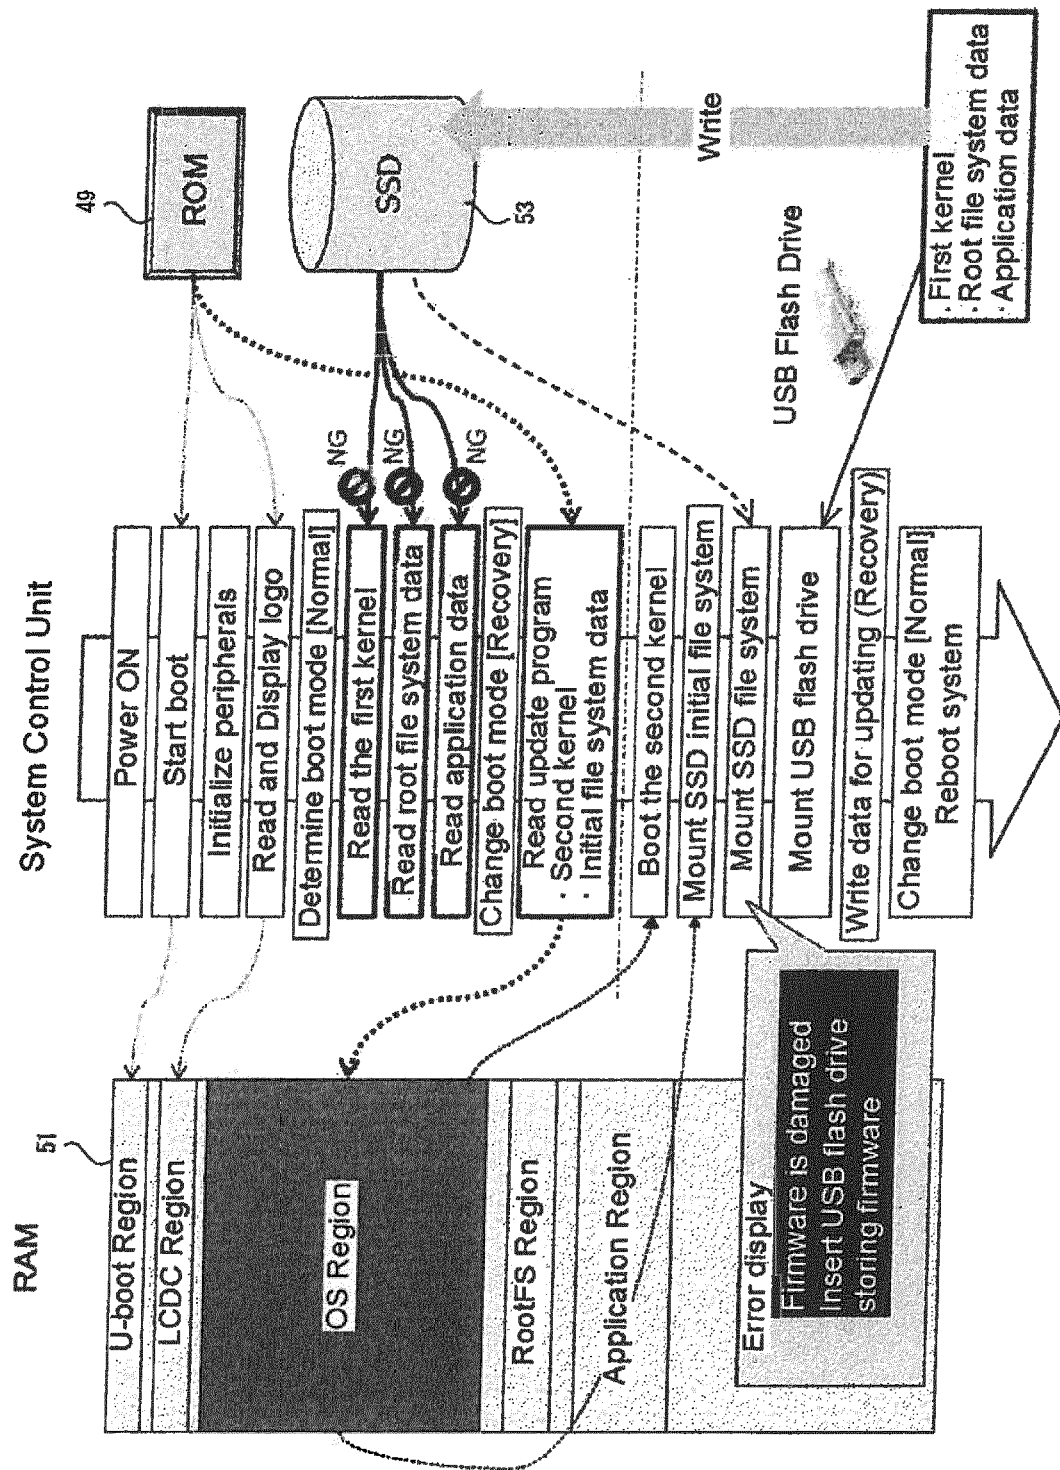 RAM
51
U-boot Region
LCDC Region
OS Region
RootFS Region
Application Region
Error display
Firmware is damaged
Insert USB flash drive
storing firmware
System Control Unit
Power ON
Start boot
Initialize peripherals
Read and Display logo
Determine boot mode [Normal]
Read the first kernel
Read root file system data
Read application data
Change boot mode [Recovery]
Read update program
· Second kernel
· Initial file system data
Boot the second kernel
Mount SSD initial file system
Mount SSD file system
Mount USB flash drive
Write data for updating (Recovery)
Change boot mode [Normal]
Reboot system
NG
NG
NG
49
ROM
SSD
53
Write
USB Flash Drive
· First kernel
· Root file system data
· Application data